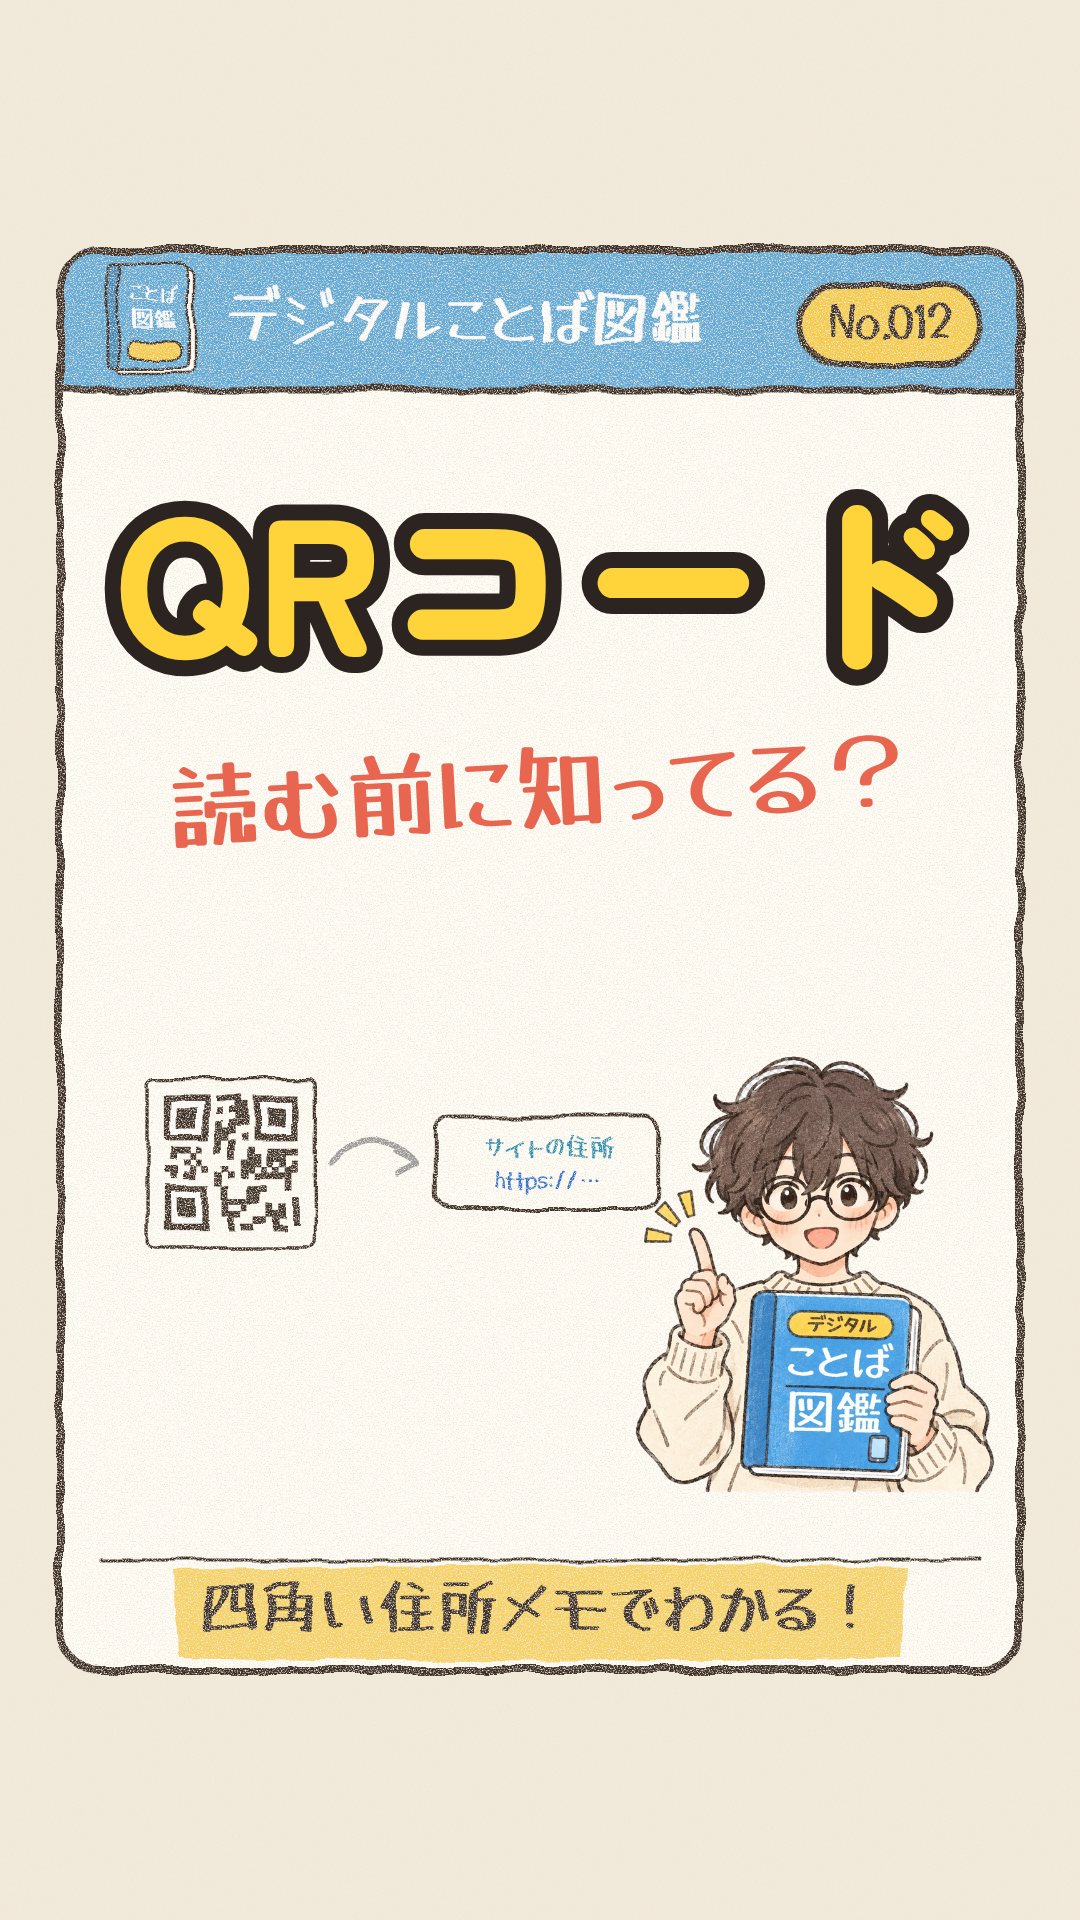 ことば
図鑑
デジタルことば図鑑
No.012
QRコード
読む前に知ってる？
サイトの住所
https://…
デジタル
ことば
図鑑
四角い住所メモでわかる！